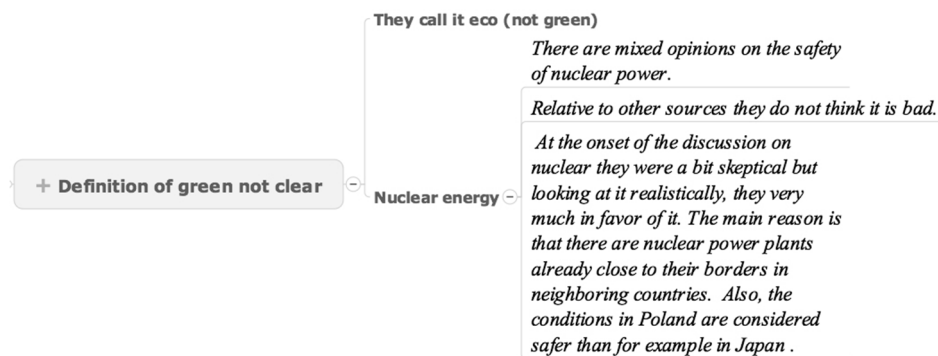 They call it eco (not green)
There are mixed opinions on the safety
of nuclear power.
Relative to other sources they do not think it is bad.
Definition of green not clear
Nuclear energy
At the onset of the discussion on
nuclear they were a bit skeptical but
looking at it realistically, they very
much in favor of it. The main reason is
that there are nuclear power plants
already close to their borders in
neighboring countries. Also, the
conditions in Poland are considered
safer than for example in Japan .